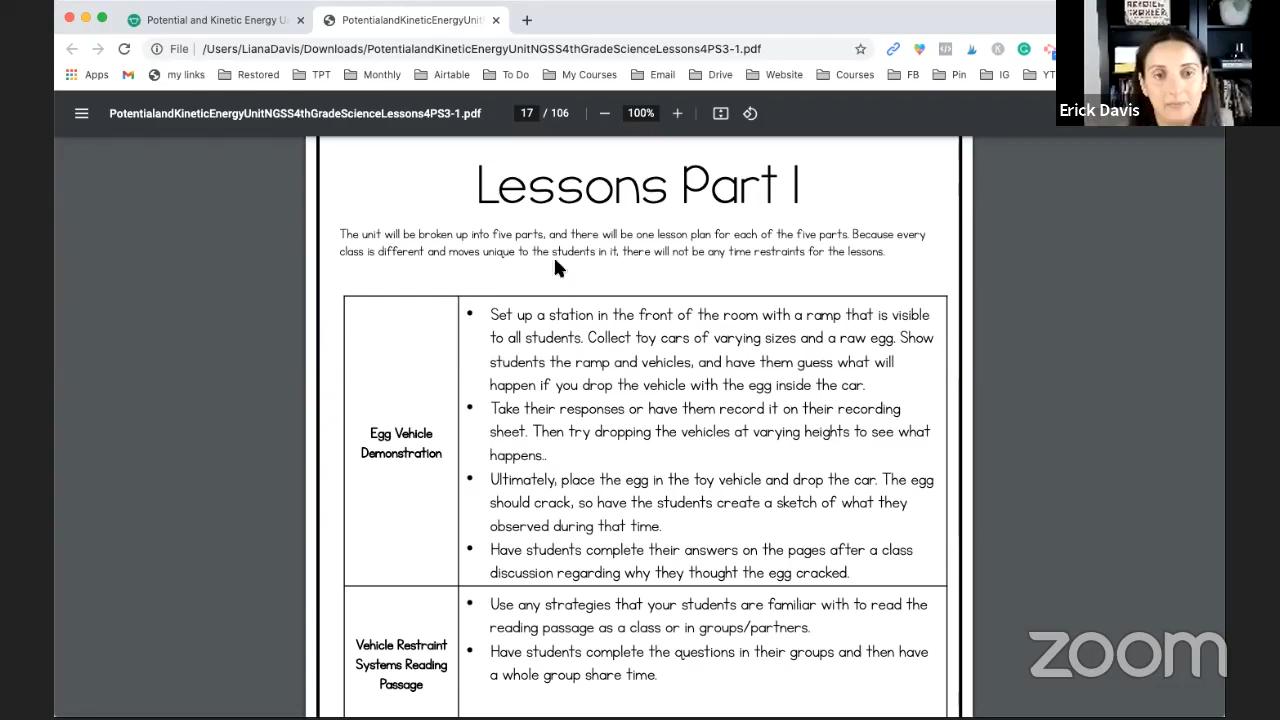 Potential and Kinetic Energy U
PotentialandKineticEnergyUnit
File
/Users/LianaDavis/Downloads/PotentialandKineticEnergyUnitNGSS4thGradeScienceLessons4PS3-1.pdf
Apps
my links
Restored
TPT
Monthly
Airtable
To Do
My Courses
Email
Drive
Website
Courses
FB
Pin
IG
YT
Erick Davis
PotentialandKineticEnergyUnitNGSS4thGradeScienceLessons4PS3-1.pdf
17 / 106
100%
Lessons Part 1
The unit will be broken up into five parts, and there will be one lesson plan for each of the five parts. Because every
class is different and moves unique to the students in it, there will not be any time restraints for the lessons.
Egg Vehicle
Demonstration
• Set up a station in the front of the room with a ramp that is visible
to all students. Collect toy cars of varying sizes and a raw egg. Show
students the ramp and vehicles, and have them guess what will
happen if you drop the vehicle with the egg inside the car.
• Take their responses or have them record it on their recording
sheet. Then try dropping the vehicles at varying heights to see what
happens..
• Ultimately, place the egg in the toy vehicle and drop the car. The egg
should crack, so have the students create a sketch of what they
observed during that time.
• Have students complete their answers on the pages after a class
discussion regarding why they thought the egg cracked.
Vehicle Restraint
Systems Reading
Passage
• Use any strategies that your students are familiar with to read the
reading passage as a class or in groups/partners.
• Have students complete the questions in their groups and then have
a whole group share time.
zoom